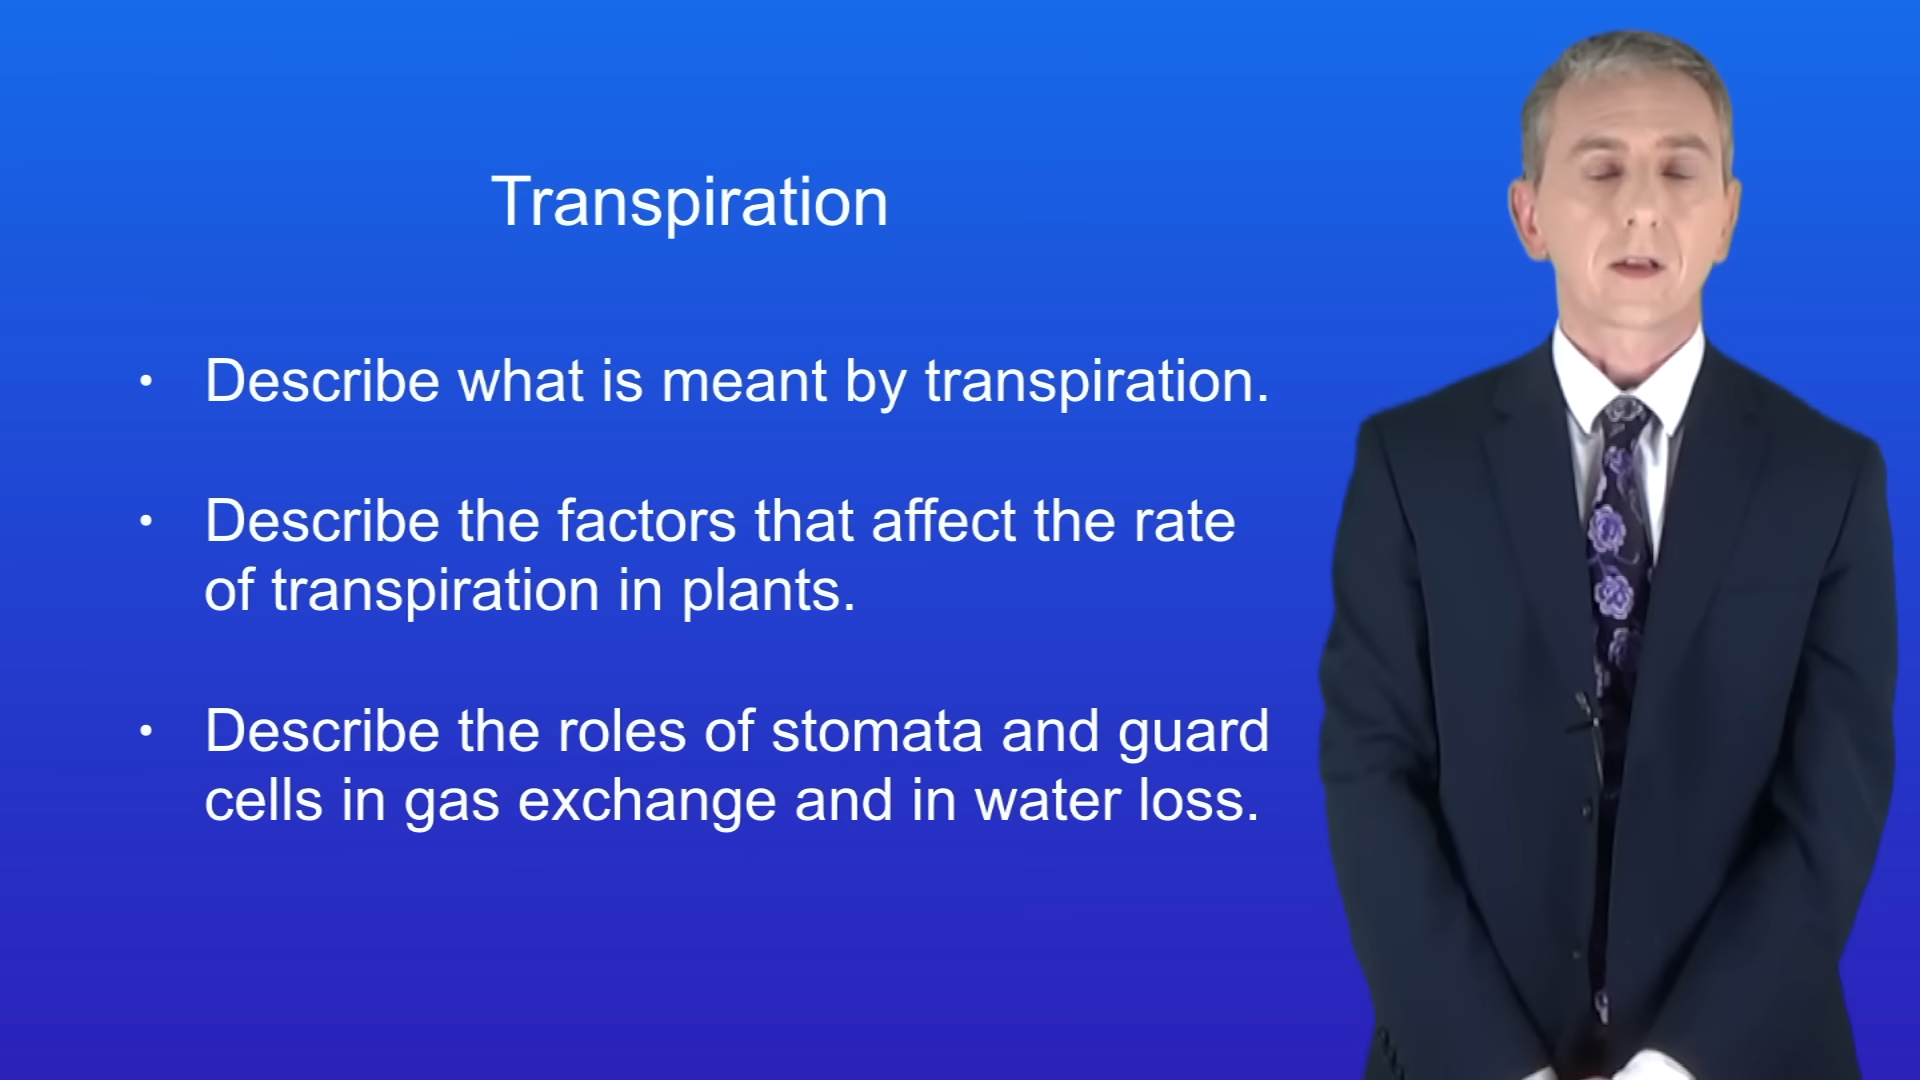 Transpiration
• Describe what is meant by transpiration.
• Describe the factors that affect the rate
of transpiration in plants.
• Describe the roles of stomata and guard
cells in gas exchange and in water loss.